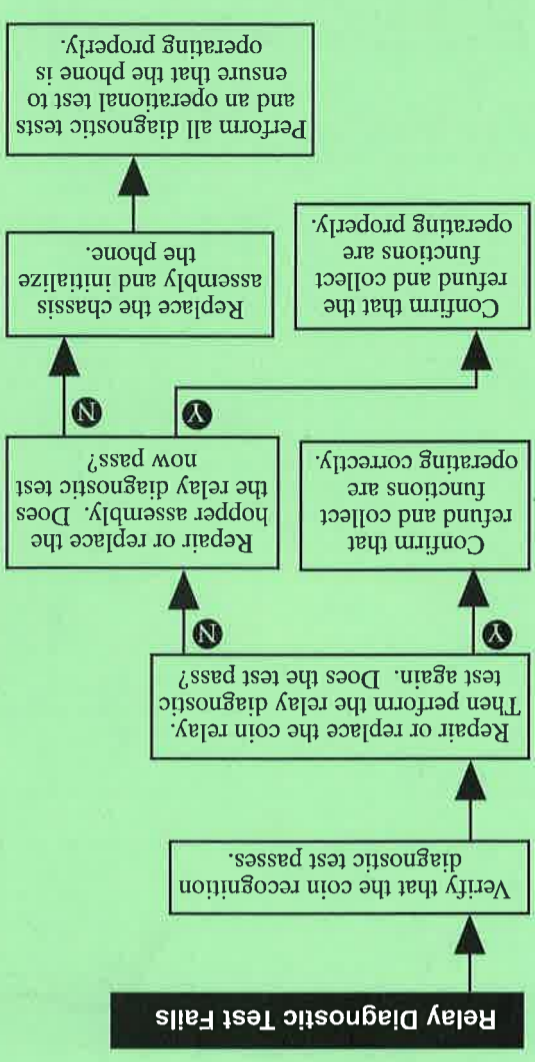 Relay Diagnostic Test Fails
Verify that the coin recognition
diagnostic test passes.
Repair or replace the coin relay.
Then perform the relay diagnostic
test again. Does the test pass?
Y
N
Confirm that
refund and collect
functions are
operating correctly.
Repair or replace the
hopper assembly. Does
the relay diagnostic test
now pass?
Y
N
Confirm that the
refund and collect
functions are
operating properly.
Replace the chassis
assembly and initialize
the phone.
Perform all diagnostic tests
and an operational test to
ensure that the phone is
operating properly.